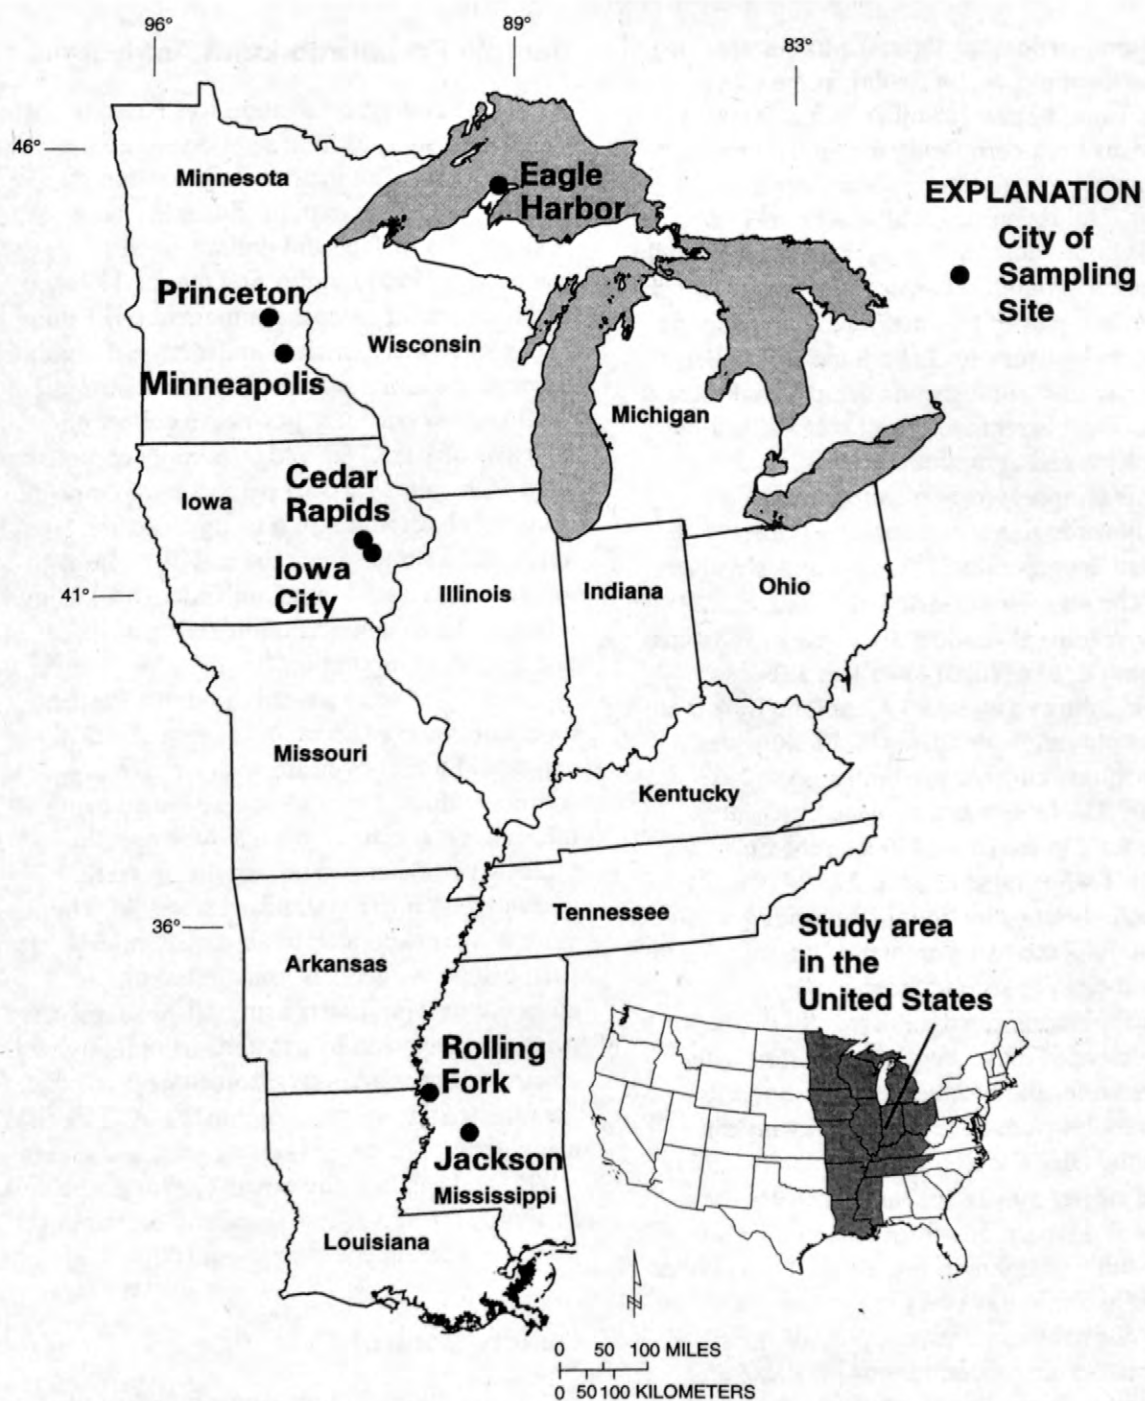 96°
89°
83°
46°
Minnesota
Eagle
Harbor
EXPLANATION
City of
Sampling
Site
Princeton
Wisconsin
Minneapolis
Michigan
Cedar
Rapids
Iowa
Iowa
City
41°
Illinois
Indiana
Ohio
Missouri
Kentucky
Tennessee
36°
Arkansas
Study area
in the
United States
Rolling
Fork
Jackson
Mississippi
Louisiana
N
0 50 100 MILES
0 50 100 KILOMETERS